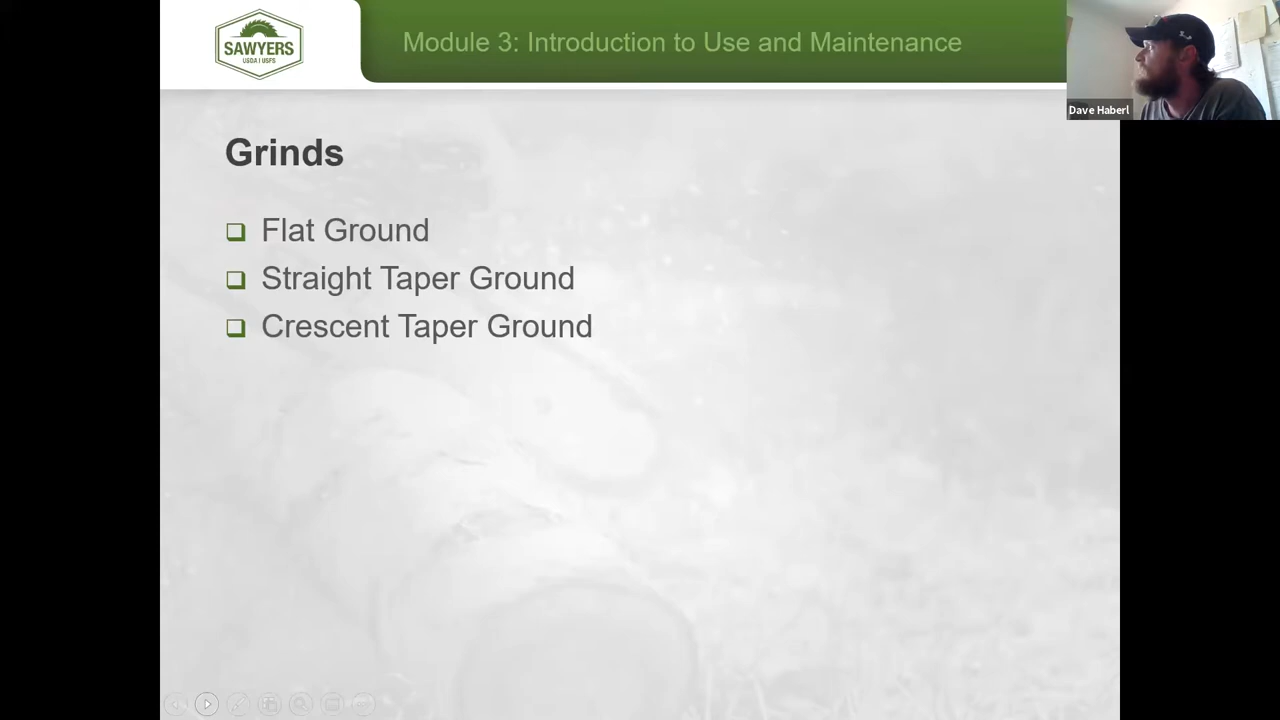 SAWYERS
USDA | USFS
Module 3: Introduction to Use and Maintenance
Dave Haberl
Grinds
Flat Ground
Straight Taper Ground
Crescent Taper Ground